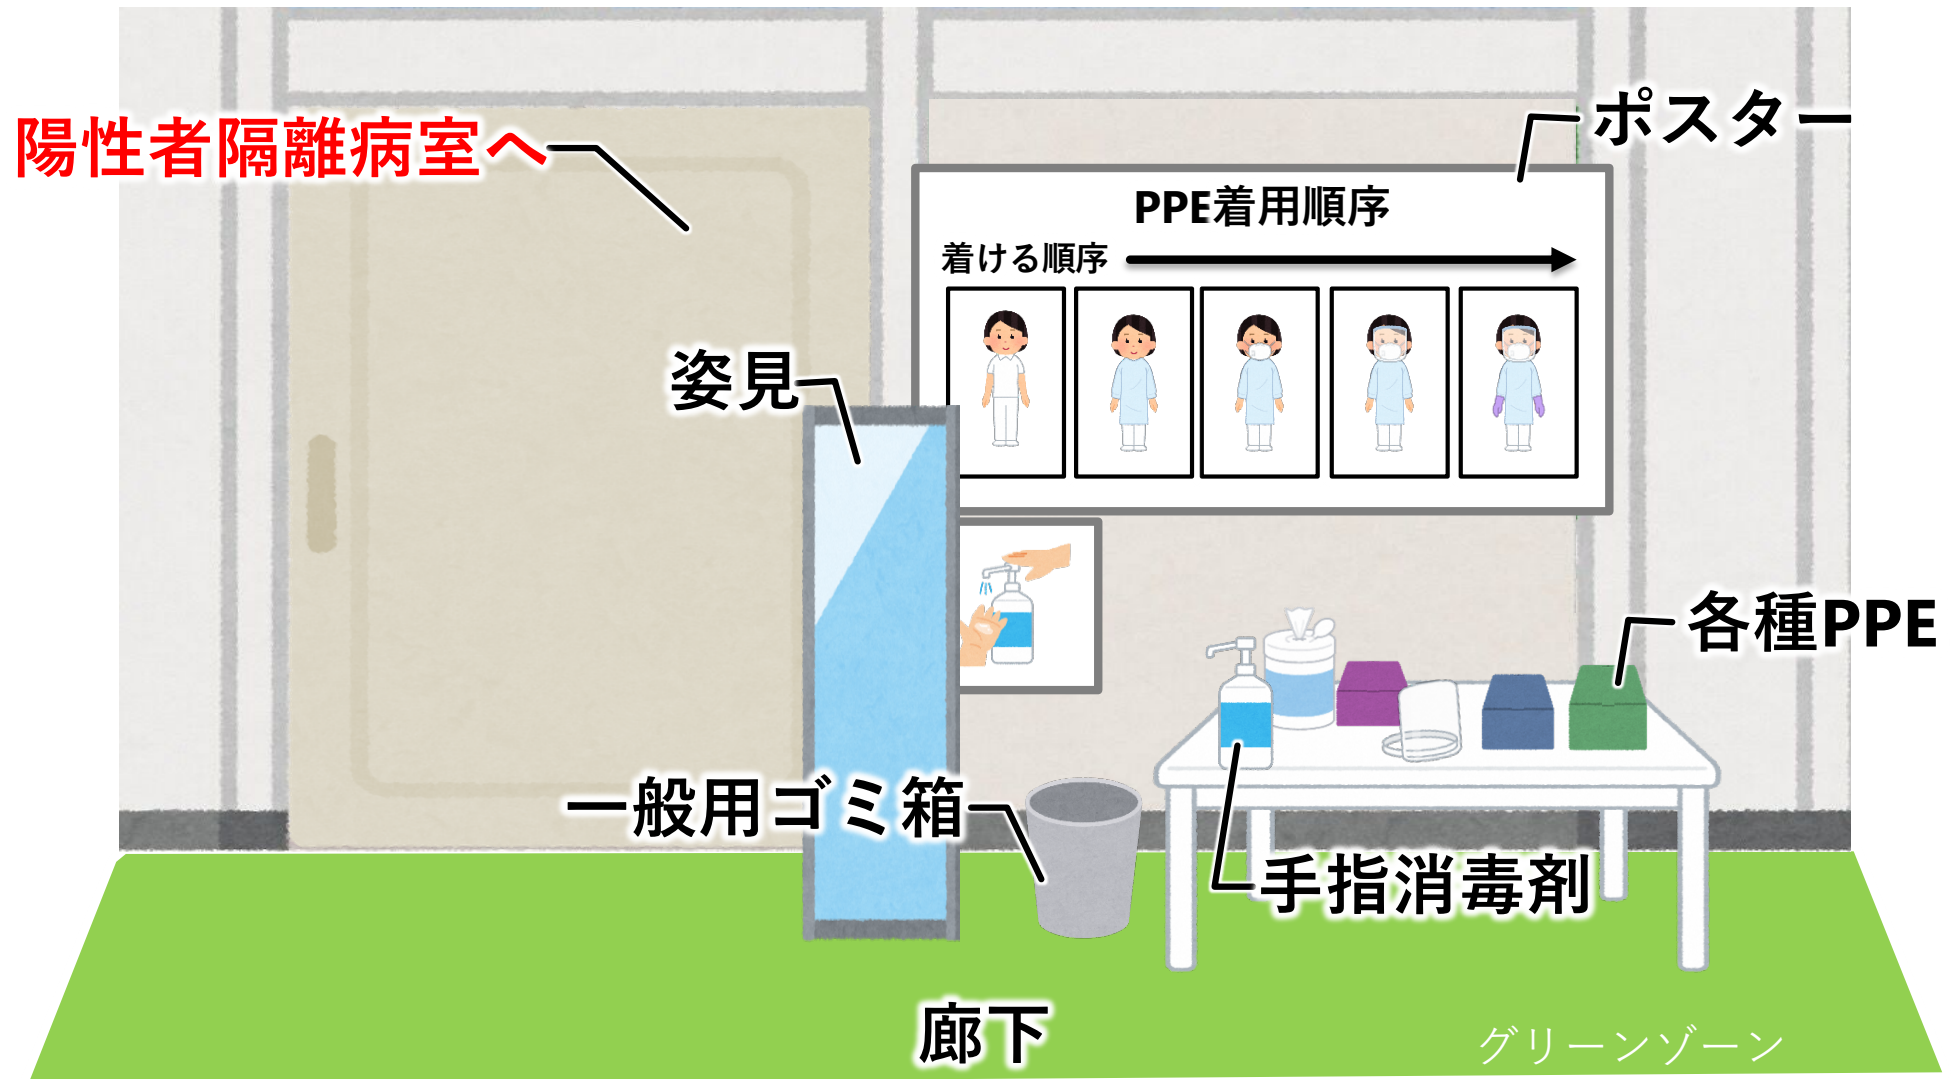 ポスター
陽性者隔離病室へ
PPE着用順序
着ける順序
姿見
各種PPE
一般用ゴミ箱
手指消毒剤
廊下
グリーンゾーン